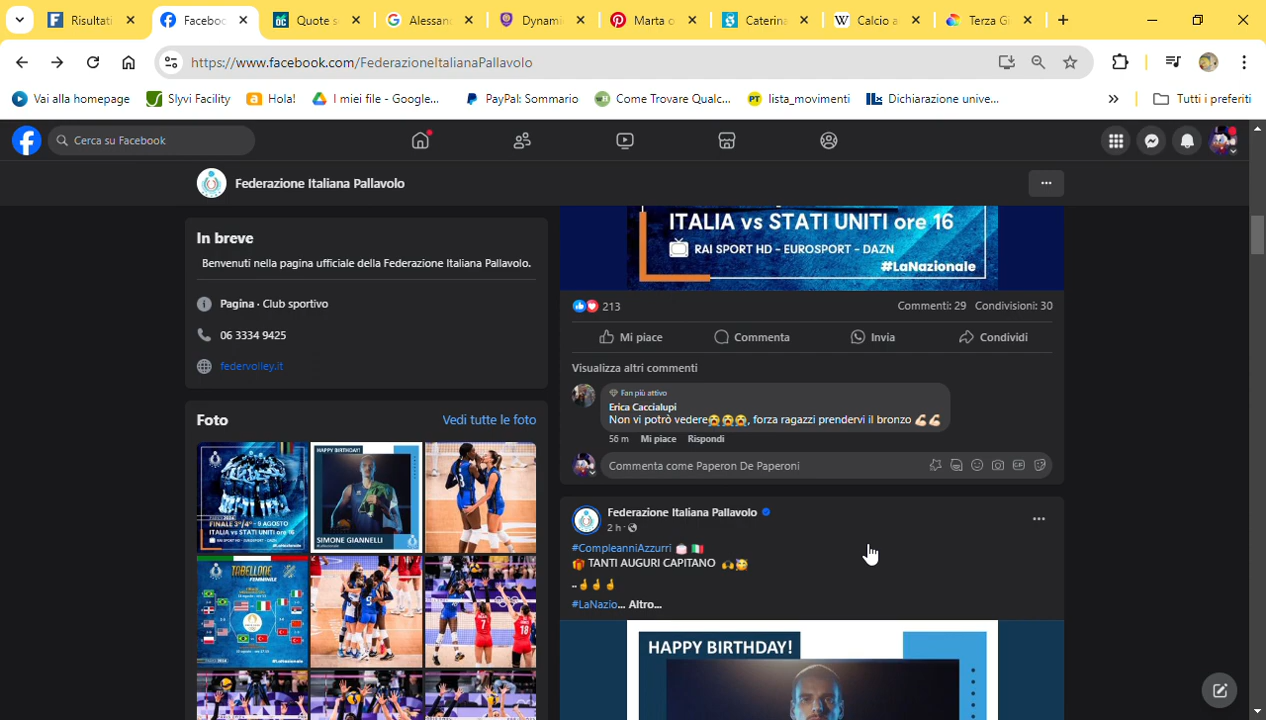 Risultati
Faceboc
Quote s
Alessan
Dynami
Marta o
Caterina
Calcio a
Terza Gi
https://www.facebook.com/FederazioneItalianaPallavolo
Vai alla homepage
Slyvi Facility
Hola!
I miei file - Google...
PayPal: Sommario
Come Trovare Qualc...
lista_movimenti
Dichiarazione unive...
»
Tutti i preferiti
Cerca su Facebook
Federazione Italiana Pallavolo
In breve
Benvenuti nella pagina ufficiale della Federazione Italiana Pallavolo.
Pagina · Club sportivo
06 3334 9425
federvolley.it
Foto
Vedi tutte le foto
FINALE 3°/4° - 9 AGOSTO
ITALIA vs STATI UNITI ore 16
HAPPY BIRTHDAY!
SIMONE GIANNELLI
TABELLONE
FEMMINILE
ITALIA vs STATI UNITI ore 16
RAI SPORT HD - EUROSPORT - DAZN
#LaNazionale
213
Commenti: 29 Condivisioni: 30
Mi piace
Commenta
Invia
Condividi
Visualizza altri commenti
Fan più attivo
Erica Caccialupi
Non vi potrò vedere😭😭😭, forza ragazzi prendervi il bronzo 💪🏻💪🏻
56 m Mi piace Rispondi
Commenta come Paperon De Paperoni
Federazione Italiana Pallavolo
2 h ·
#CompleanniAzzurri 🎂 🇮🇹
🎁 TANTI AUGURI CAPITANO 🙌🥰
..☝☝☝
#LaNazio... Altro...
HAPPY BIRTHDAY!